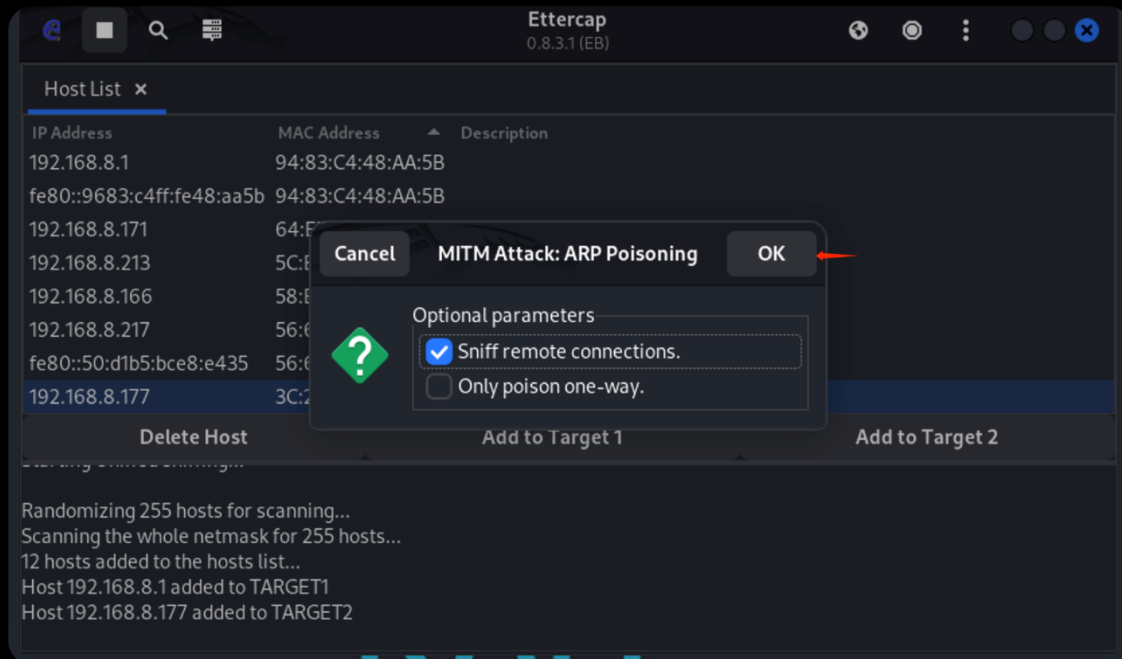 Ettercap
0.8.3.1 (EB)
Host List ×
IP Address MAC Address Description
192.168.8.1 94:83:C4:48:AA:5B
fe80::9683:c4ff:fe48:aa5b 94:83:C4:48:AA:5B
192.168.8.171 64:
192.168.8.213 5C:
192.168.8.166 58:
192.168.8.217 56:
fe80::50:d1b5:bce8:e435 56:
192.168.8.177 3C:
Cancel MITM Attack: ARP Poisoning OK
Optional parameters
Sniff remote connections.
Only poison one-way.
Delete Host Add to Target 1 Add to Target 2
Randomizing 255 hosts for scanning...
Scanning the whole netmask for 255 hosts...
12 hosts added to the hosts list...
Host 192.168.8.1 added to TARGET1
Host 192.168.8.177 added to TARGET2